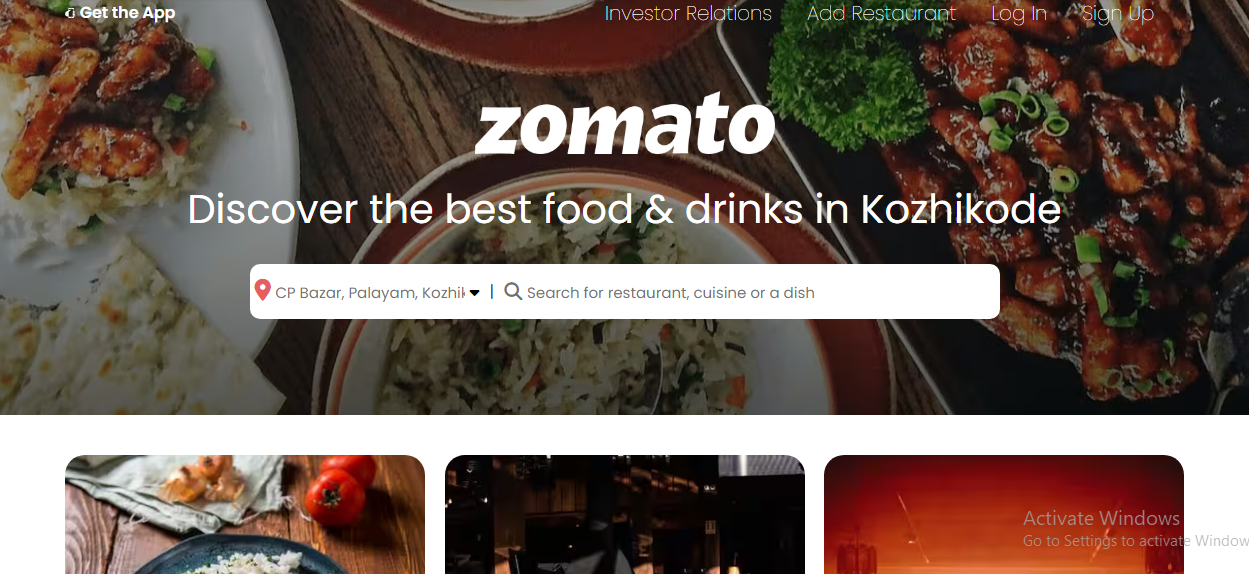 Get the App
Investor Relations Add Restaurant Log In Sign Up
zomato
Discover the best food & drinks in Kozhikode
CP Bazar, Palayam, Kozhik | Search for restaurant, cuisine or a dish
Activate Windows
Go to Settings to activate Window